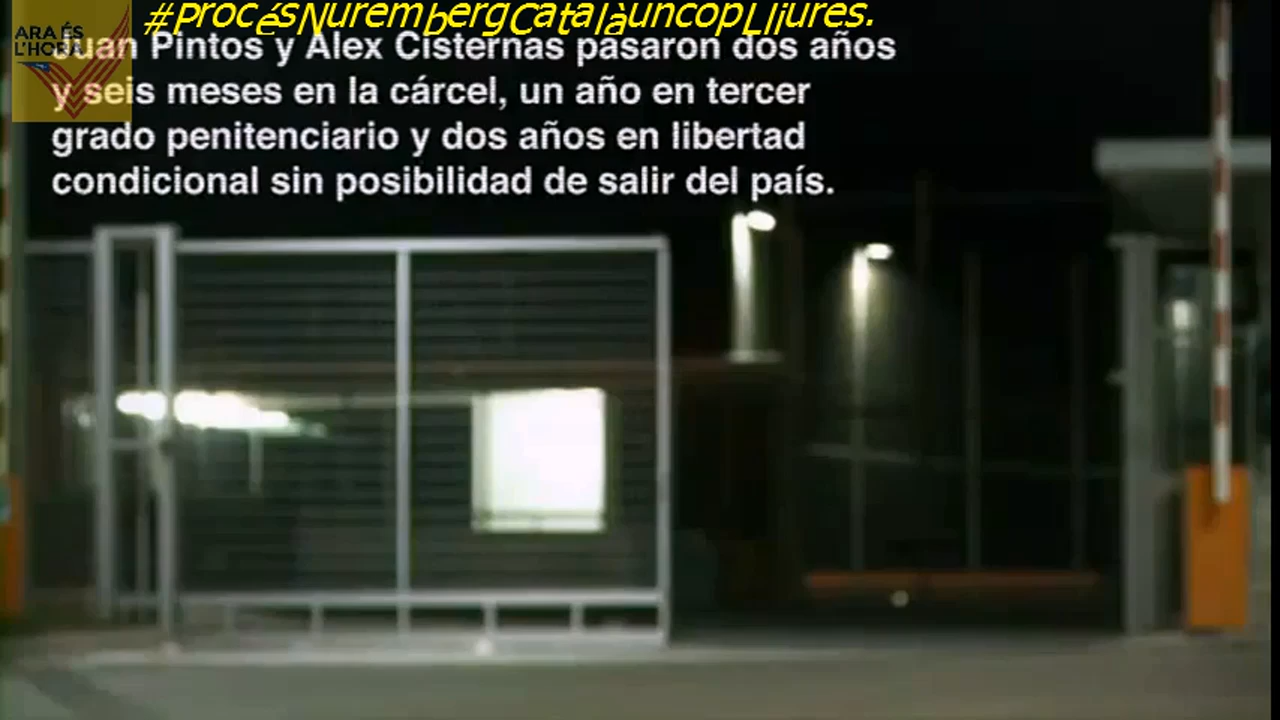 #ProcésNurembergCatalàuncopLliures.
ARA ÉS
L'HORA
Juan Pintos y Alex Cisternas pasaron dos años
y seis meses en la cárcel, un año en tercer
grado penitenciario y dos años en libertad
condicional sin posibilidad de salir del país.